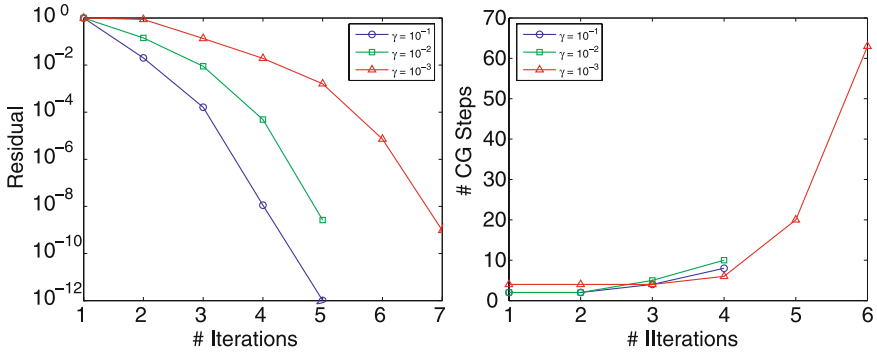 10^0
10^-2
10^-4
10^-6
10^-8
10^-10
10^-12
Residual
1 2 3 4 5 6 7
# Iterations
γ = 10^-1
γ = 10^-2
γ = 10^-3
70
60
50
40
30
20
10
0
# CG Steps
1 2 3 4 5 6
# IIterations
γ = 10^-1
γ = 10^-2
γ = 10^-3